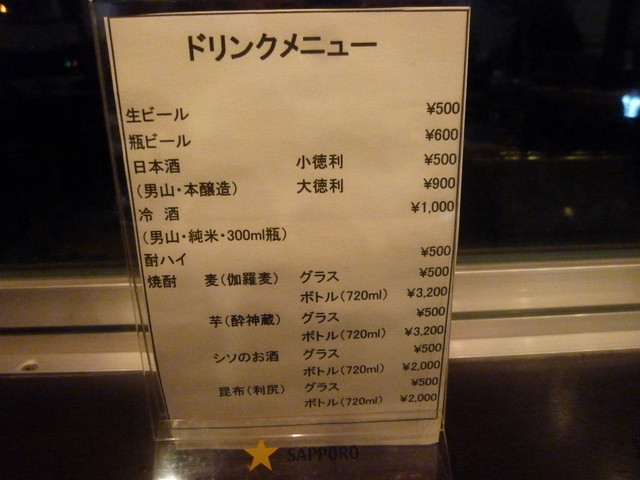 ドリンクメニュー
生ビール ¥500
瓶ビール ¥600
日本酒 小徳利 ¥500
(男山・本醸造) 大徳利 ¥900
冷 酒 ¥1,000
(男山・純米・300ml瓶)
酎ハイ ¥500
焼酎 麦(伽羅麦) グラス ¥500
ボトル(720ml) ¥3,200
芋(酔神蔵) グラス ¥500
ボトル(720ml) ¥3,200
シソのお酒 グラス ¥500
ボトル(720ml) ¥2,000
昆布(利尻) グラス ¥500
ボトル(720ml) ¥2,000
SAPPORO